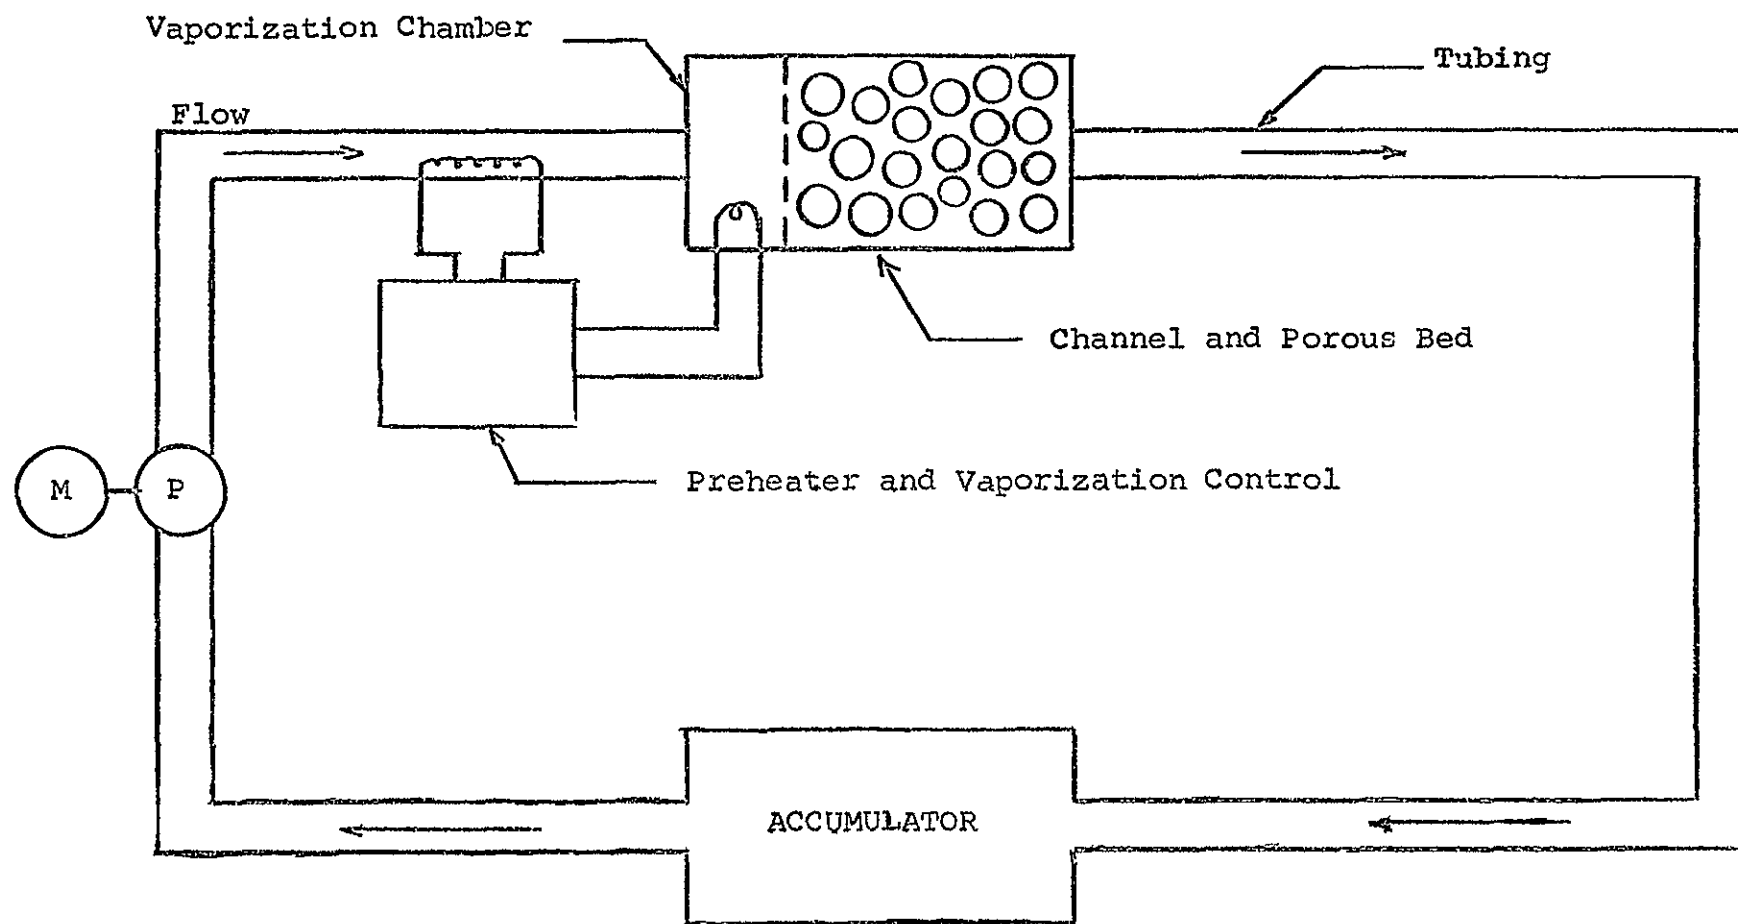 Vaporization Chamber
Tubing
Flow
Channel and Porous Bed
Preheater and Vaporization Control
M
P
ACCUMULATOR